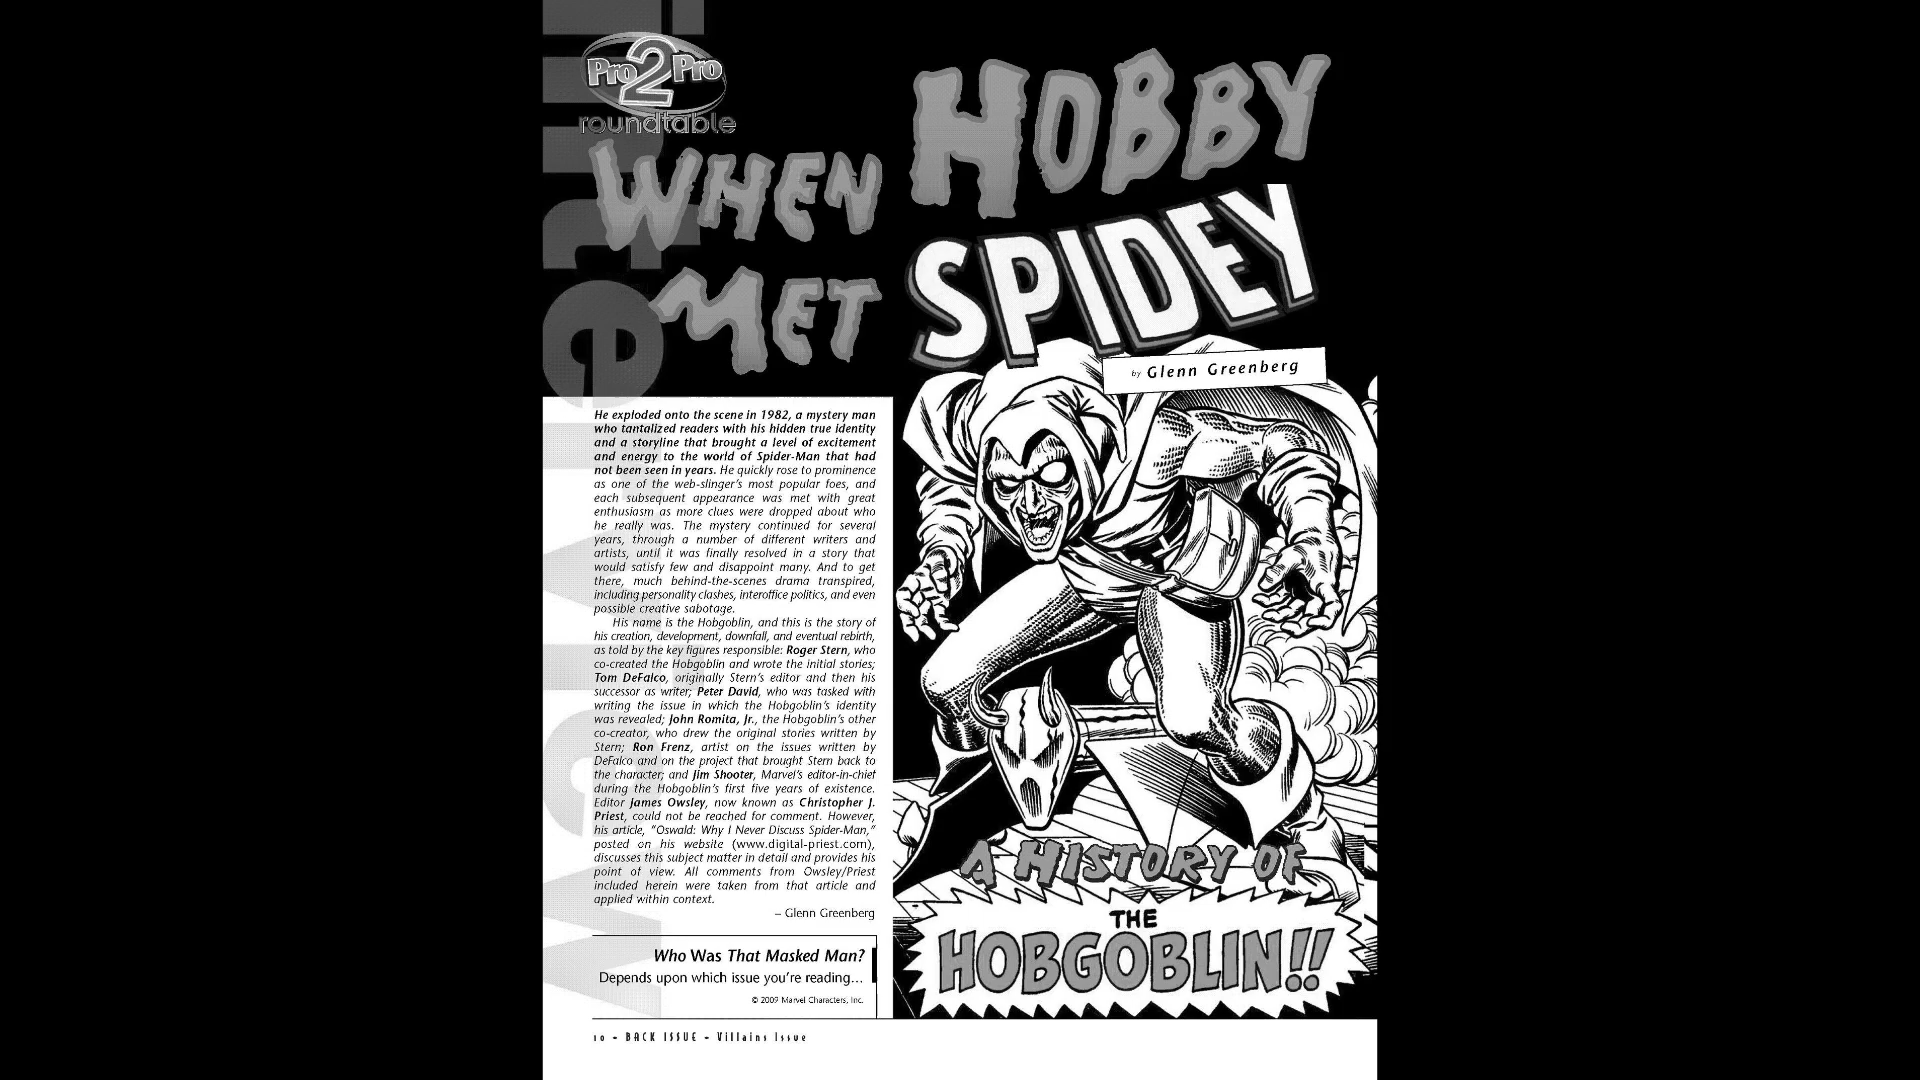 Pro2Pro
roundtable
WHEN HOBBY
MET SPIDEY
by Glenn Greenberg
He exploded onto the scene in 1982, a mystery man
who tantalized readers with his hidden true identity
and a storyline that brought a level of excitement
and energy to the world of Spider-Man that had
not been seen in years. He quickly rose to prominence
as one of the web-slinger's most popular foes, and
each subsequent appearance was met with great
enthusiasm as more clues were dropped about who
he really was. The mystery continued for several
years, through a number of different writers and
artists, until it was finally resolved in a story that
would satisfy few and disappoint many. And to get
there, much behind-the-scenes drama transpired,
including personality clashes, interoffice politics, and even
possible creative sabotage.
His name is the Hobgoblin, and this is the story of
his creation, development, downfall, and eventual rebirth,
as told by the key figures responsible: Roger Stern, who
co-created the Hobgoblin and wrote the initial stories;
Tom DeFalco, originally Stern's editor and then his
successor as writer; Peter David, who was tasked with
writing the issue in which the Hobgoblin's identity
was revealed; John Romita, Jr., the Hobgoblin's other
co-creator, who drew the original stories written by
Stern; Ron Frenz, artist on the issues written by
DeFalco and on the project that brought Stern back to
the character; and Jim Shooter, Marvel's editor-in-chief
during the Hobgoblin's first five years of existence.
Editor James Owsley, now known as Christopher J.
Priest, could not be reached for comment. However,
his article, "Oswald: Why I Never Discuss Spider-Man,"
posted on his website (www.digital-priest.com),
discusses this subject matter in detail and provides his
point of view. All comments from Owsley/Priest
included herein were taken from that article and
applied within context.
– Glenn Greenberg
Who Was That Masked Man?
Depends upon which issue you're reading...
© 2009 Marvel Characters, Inc.
A HISTORY OF
THE
HOBGOBLIN!!
10 • BACK ISSUE • Villains Issue
interview